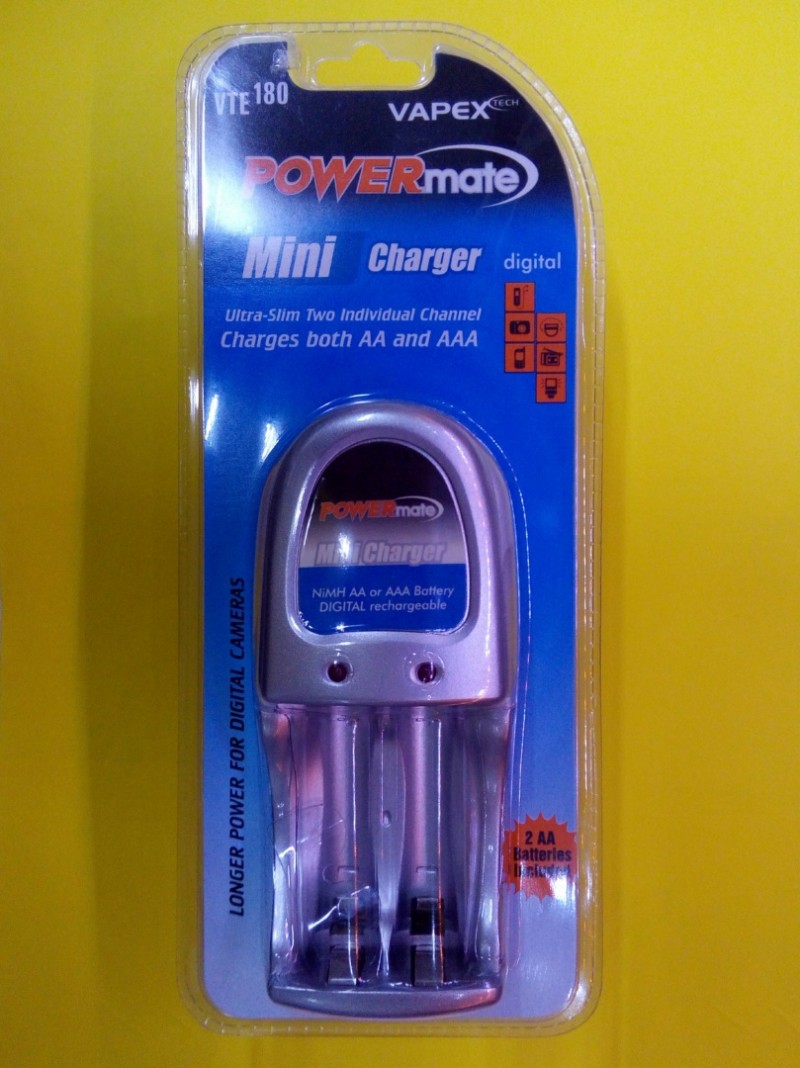 VTE 180
VAPEX TECH
POWERmate
Mini Charger digital
Ultra-Slim Two Individual Channel
Charges both AA and AAA
POWERmate
Mini Charger
NiMH AA or AAA Battery
DIGITAL rechargeable
LONGER POWER FOR DIGITAL CAMERAS
2 AA
Batteries
Included